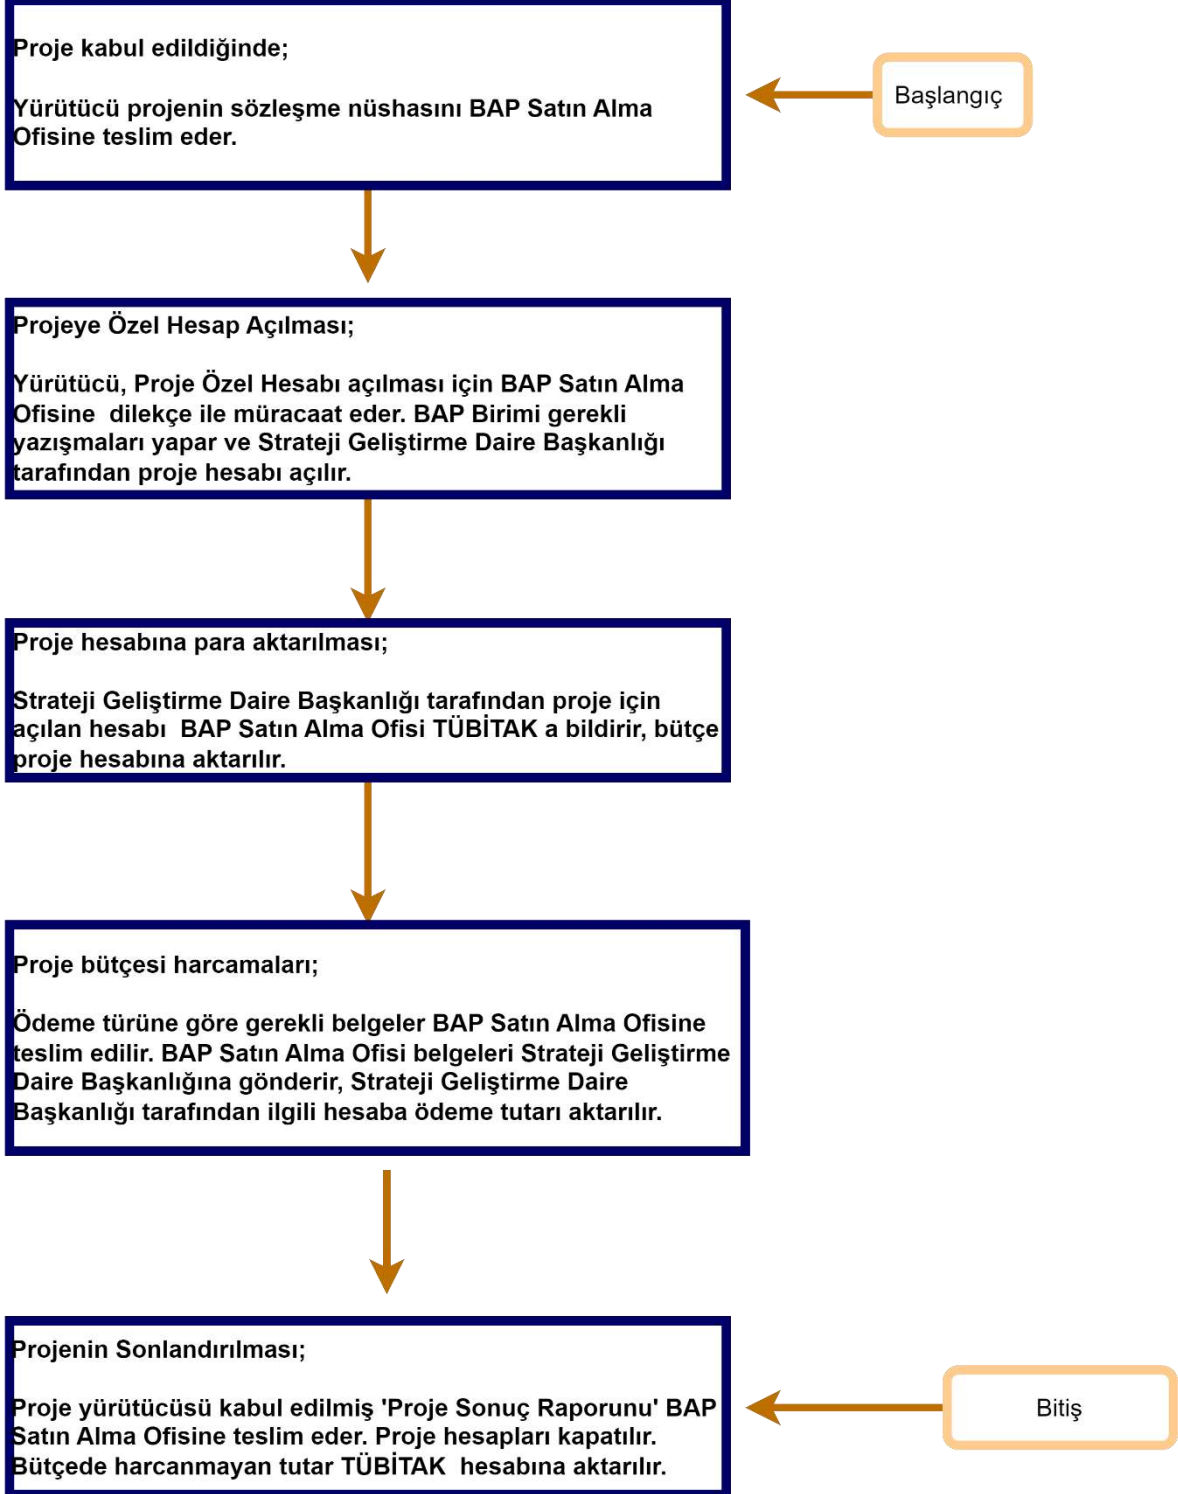 Proje kabul edildiğinde;
Yürütücü projenin sözleşme nüshasını BAP Satın Alma
Ofisine teslim eder.
Başlangıç
Projeye Özel Hesap Açılması;
Yürütücü, Proje Özel Hesabı açılması için BAP Satın Alma
Ofisine  dilekçe ile müracaat eder. BAP Birimi gerekli
yazışmaları yapar ve Strateji Geliştirme Daire Başkanlığı
tarafından proje hesabı açılır.
Proje hesabına para aktarılması;
Strateji Geliştirme Daire Başkanlığı tarafından proje için
açılan hesabı  BAP Satın Alma Ofisi TÜBİTAK a bildirir, bütçe
proje hesabına aktarılır.
Proje bütçesi harcamaları;
Ödeme türüne göre gerekli belgeler BAP Satın Alma Ofisine
teslim edilir. BAP Satın Alma Ofisi belgeleri Strateji Geliştirme
Daire Başkanlığına gönderir, Strateji Geliştirme Daire
Başkanlığı tarafından ilgili hesaba ödeme tutarı aktarılır.
Projenin Sonlandırılması;
Proje yürütücüsü kabul edilmiş 'Proje Sonuç Raporunu' BAP
Satın Alma Ofisine teslim eder. Proje hesapları kapatılır.
Bütçede harcanmayan tutar TÜBİTAK  hesabına aktarılır.
Bitiş